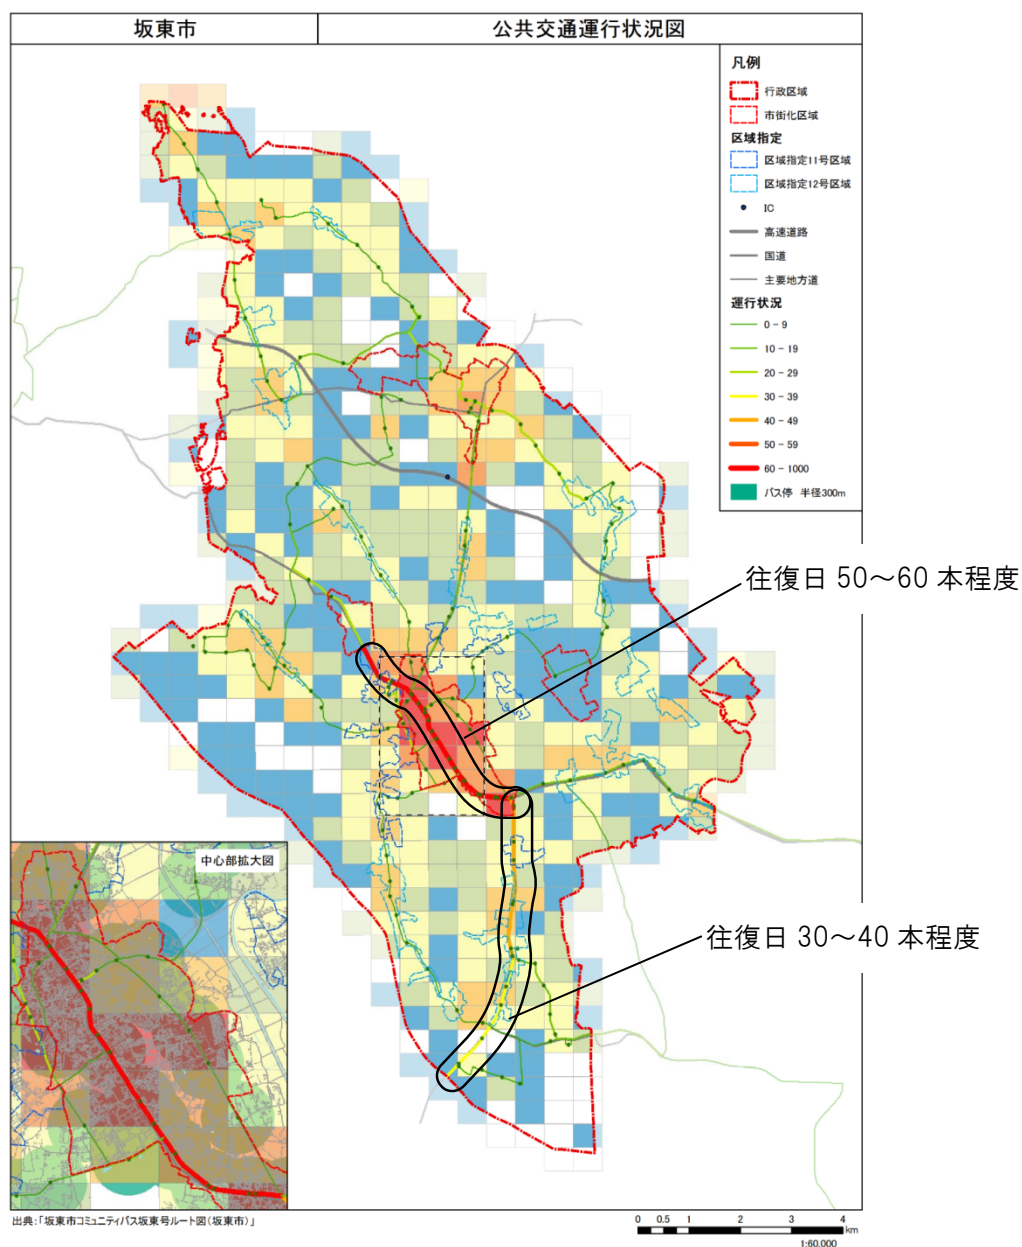 坂東市
公共交通運行状況図
凡例
行政区域
市街化区域
区域指定
区域指定11号区域
区域指定12号区域
IC
高速道路
国道
主要地方道
運行状況
0 - 9
10 - 19
20 - 29
30 - 39
40 - 49
50 - 59
60 - 1000
バス停 半径300m
往復日 50～60 本程度
往復日 30～40 本程度
中心部拡大図
出典：「坂東市コミュニティバス坂東号ルート図（坂東市）」
0 0.5 1 2 3 4
km
1:60,000